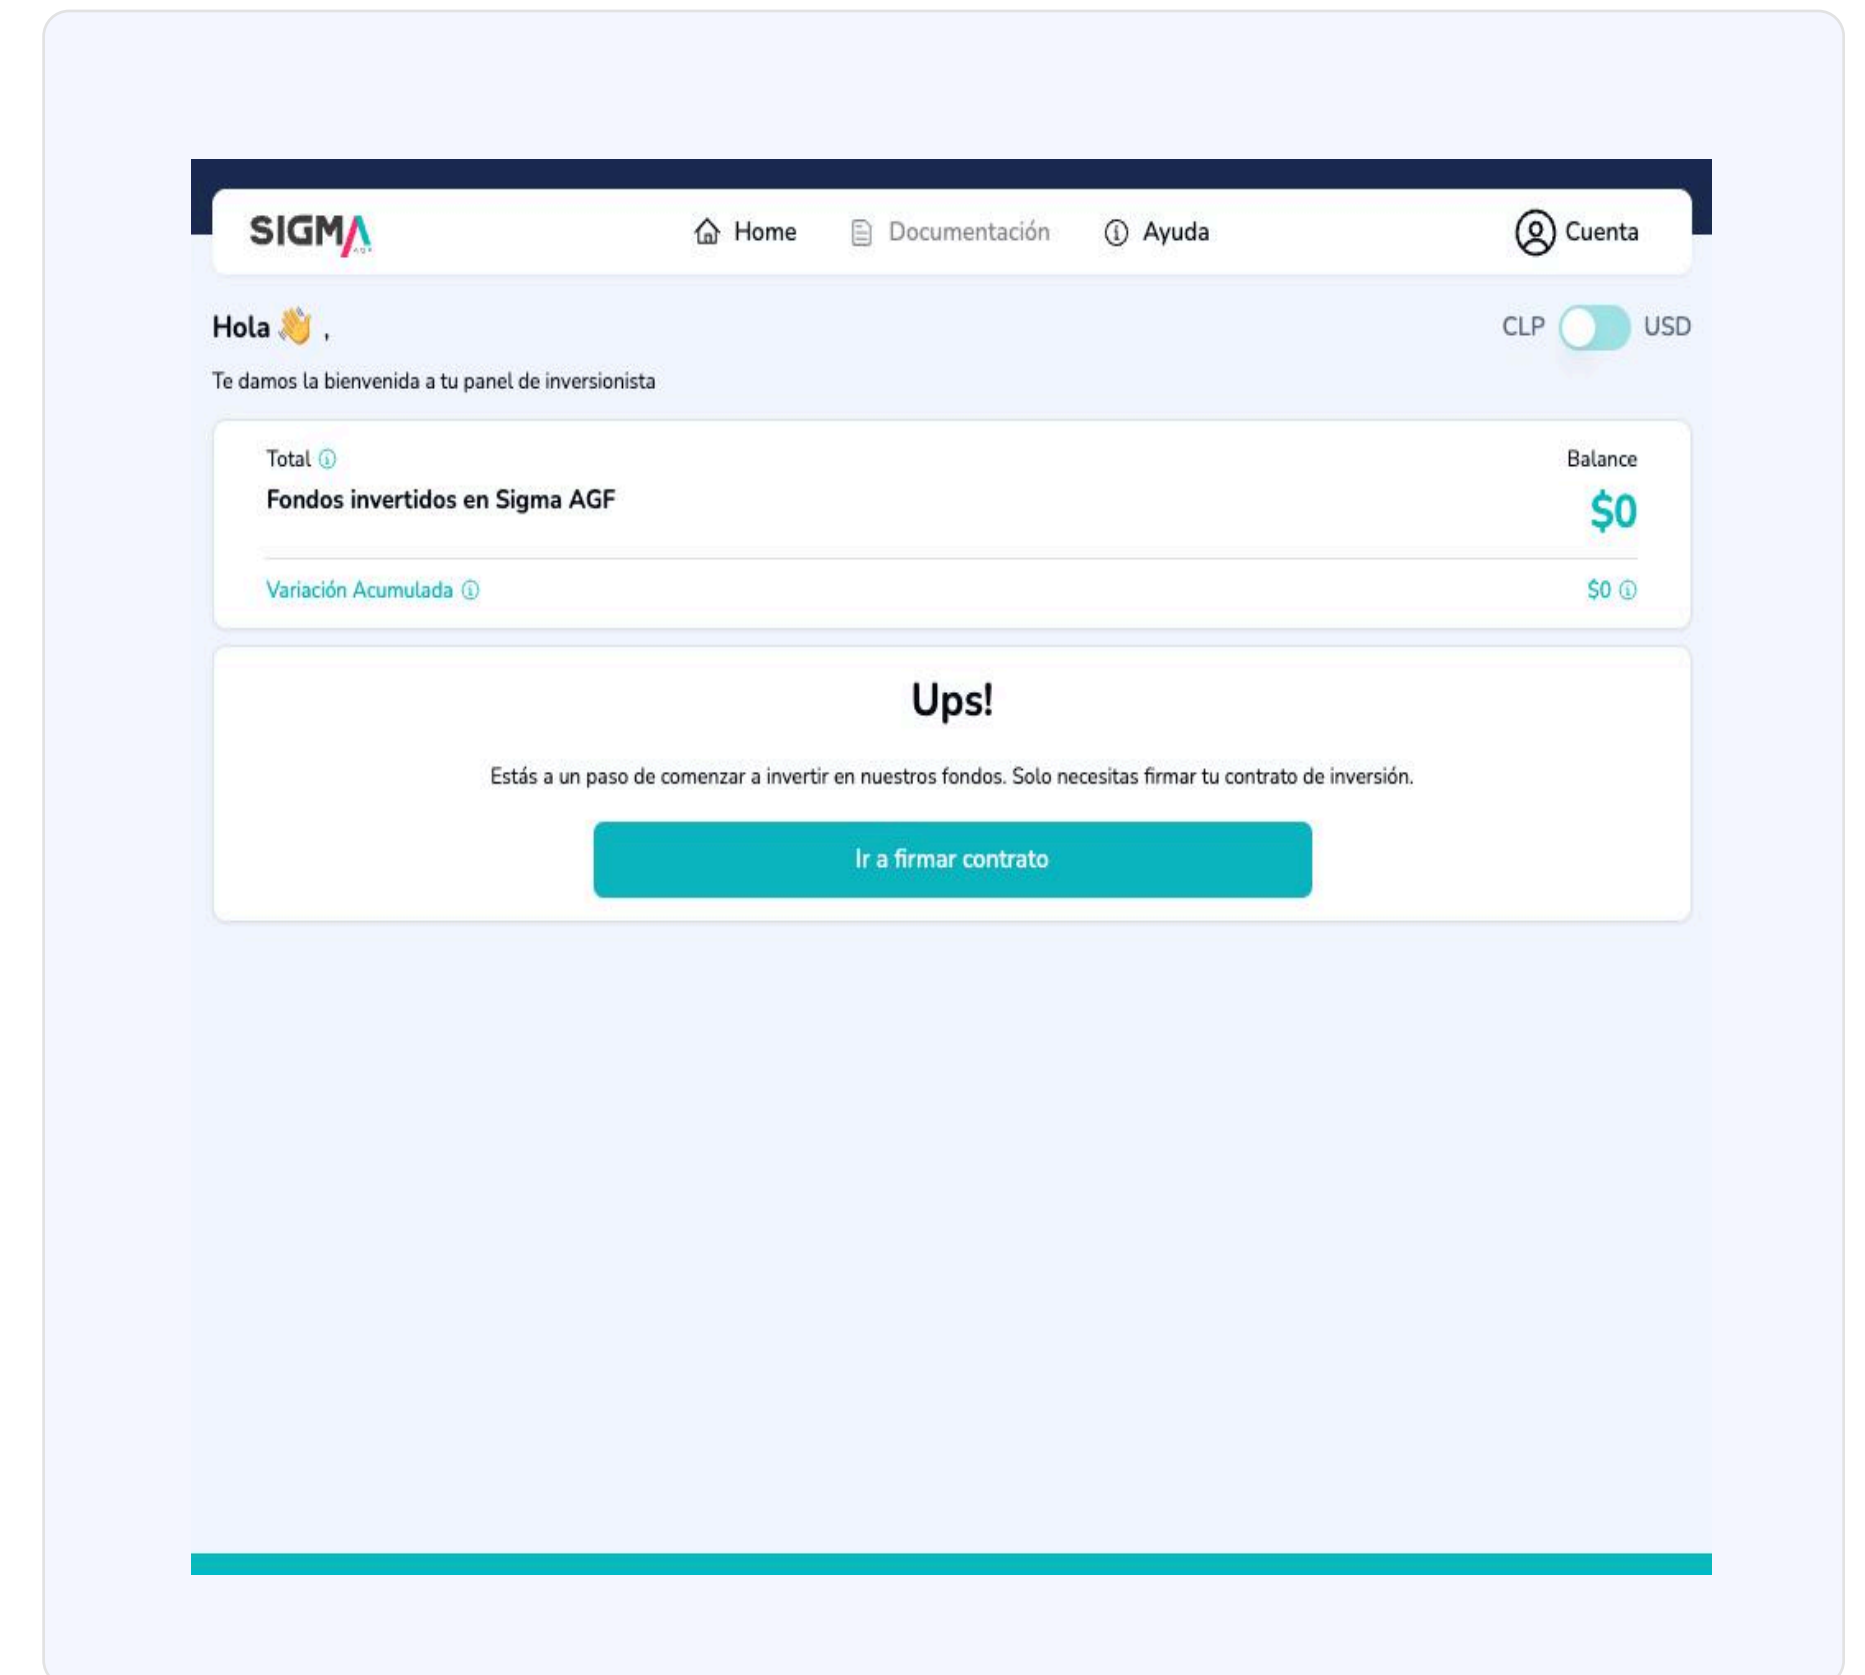 SIGMA
AGF
Home
Documentación
Ayuda
Cuenta
Hola 👋 ,
CLP
USD
Te damos la bienvenida a tu panel de inversionista
Total
Balance
Fondos invertidos en Sigma AGF
$0
Variación Acumulada
$0
Ups!
Estás a un paso de comenzar a invertir en nuestros fondos. Solo necesitas firmar tu contrato de inversión.
Ir a firmar contrato